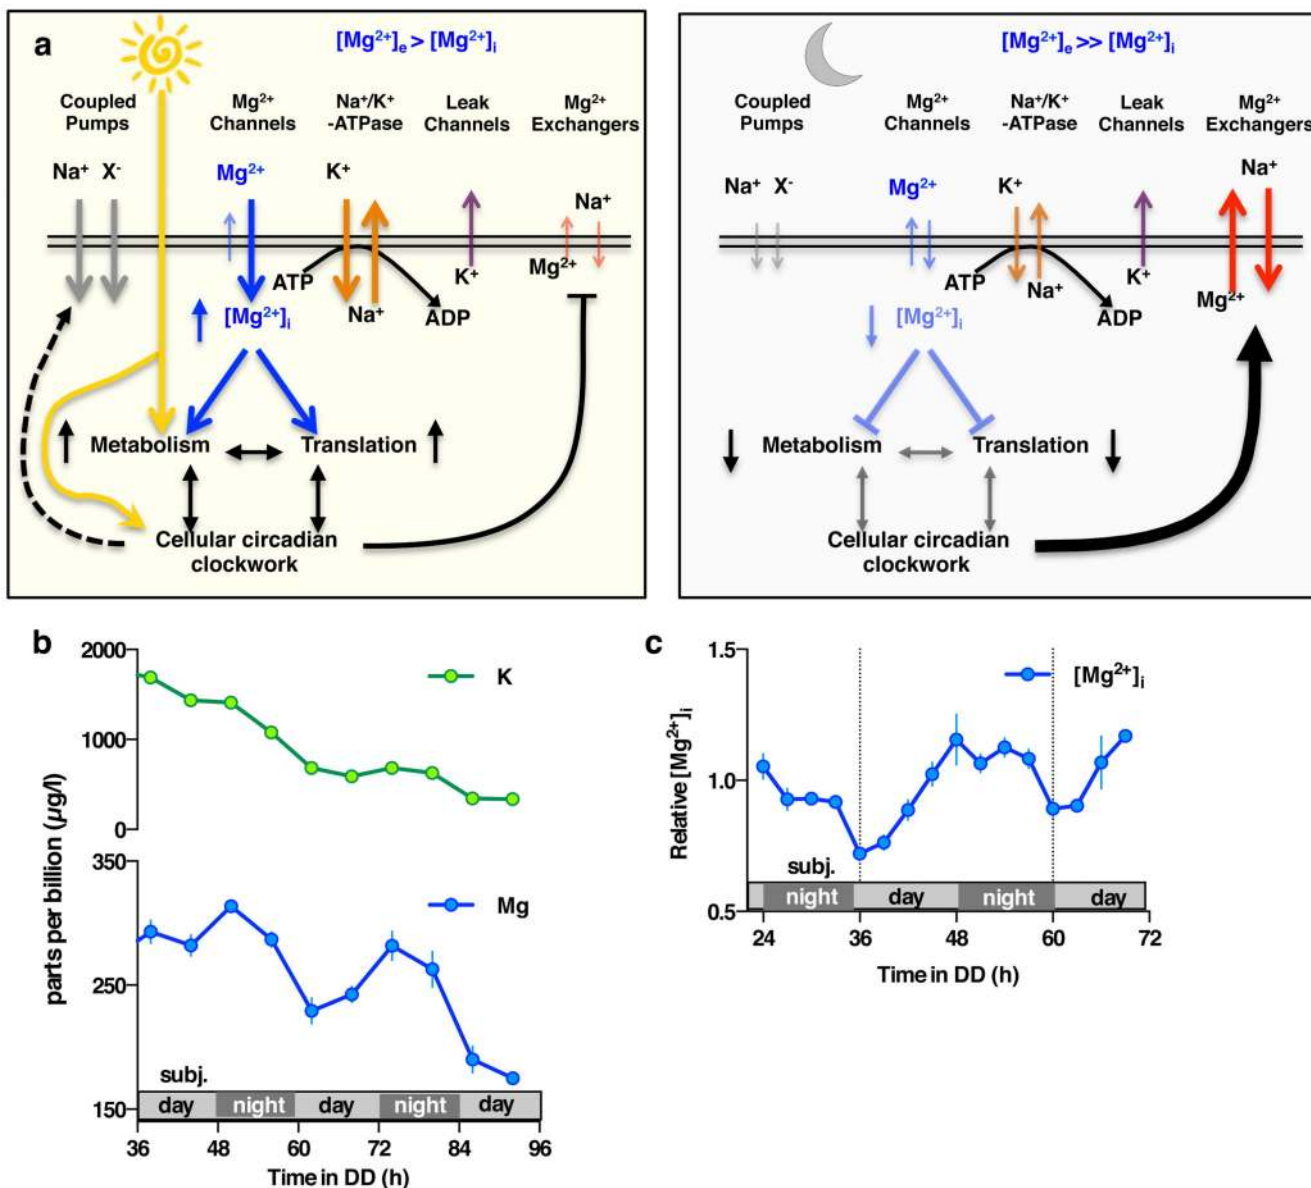 a
[Mg²⁺]ₑ > [Mg²⁺]ᵢ
Coupled
Pumps
Mg²⁺
Channels
Na⁺/K⁺
-ATPase
Leak
Channels
Mg²⁺
Exchangers
Na⁺ X⁻
Mg²⁺
K⁺
Na⁺
ATP
[Mg²⁺]ᵢ
Na⁺
ADP
K⁺
Mg²⁺
Metabolism
Translation
Cellular circadian
clockwork
[Mg²⁺]ₑ >> [Mg²⁺]ᵢ
Coupled
Pumps
Mg²⁺
Channels
Na⁺/K⁺
-ATPase
Leak
Channels
Mg²⁺
Exchangers
Na⁺ X⁻
Mg²⁺
K⁺
Na⁺
ATP
Na⁺
K⁺
Mg²⁺
[Mg²⁺]ᵢ
ADP
Metabolism
Translation
Cellular circadian
clockwork
b
2000
1000
0
K
350
250
150
Mg
parts per billion (µg/l)
subj.
day night day night day
36 48 60 72 84 96
Time in DD (h)
c
1.5
1.0
0.5
[Mg²⁺]ᵢ
Relative [Mg²⁺]ᵢ
subj.
night day night day
24 36 48 60 72
Time in DD (h)